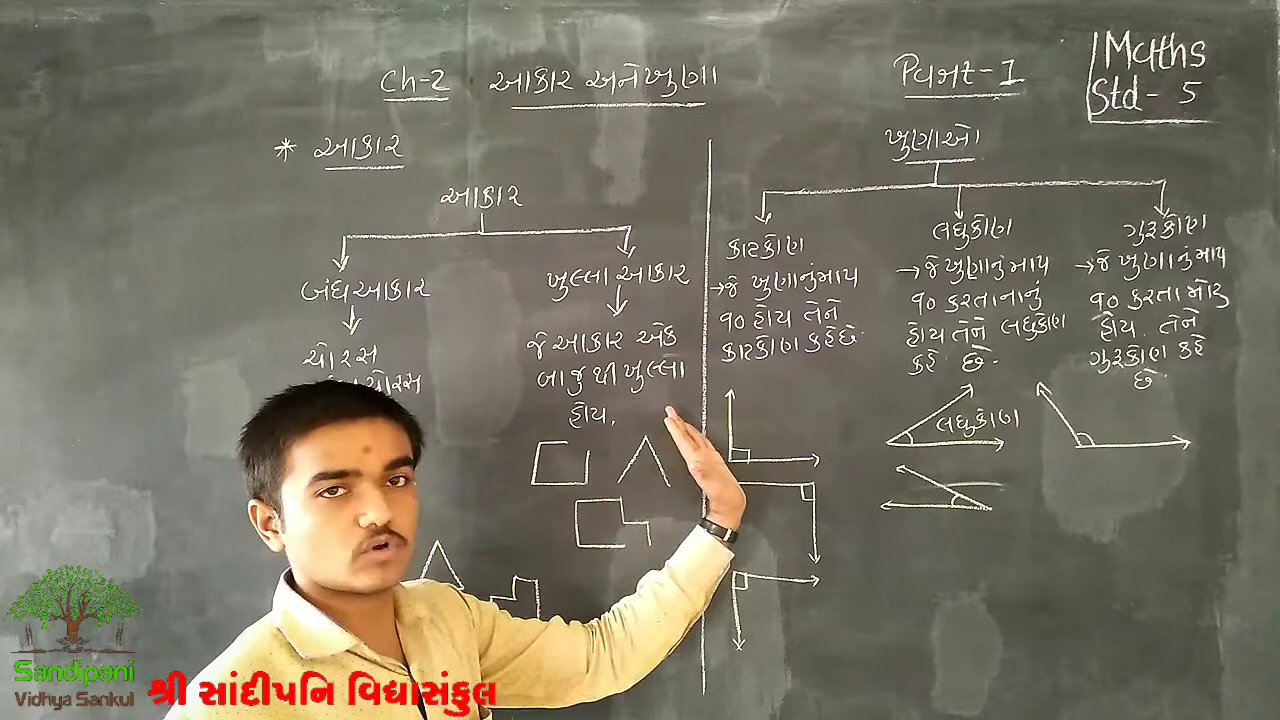 Ch-2 આકાર અને ખુણા
Part-1
Maths
Std - 5
* આકાર
આકાર
બંધ આકાર
ચોરસ
ચોરસ
ખુલ્લા આકાર
જે આકાર એક
બાજુ થી ખુલ્લા
હોય.
ખુણાઓ
કાટકોણ
→ જે ખુણાનું માપ
90 હોય તેને
કાટકોણ કહે છે.
લઘુકોણ
→ જે ખુણાનું માપ
90 કરતા નાનું
હોય તેને લઘુકોણ
કહે છે.
લઘુકોણ
ગુરુકોણ
→ જે ખુણાનું માપ
90 કરતા મોટુ
હોય. તેને
ગુરુકોણ કહે
છે.
Sandipani
Vidhya Sankul
શ્રી સાંદીપનિ વિદ્યાસંકુલ